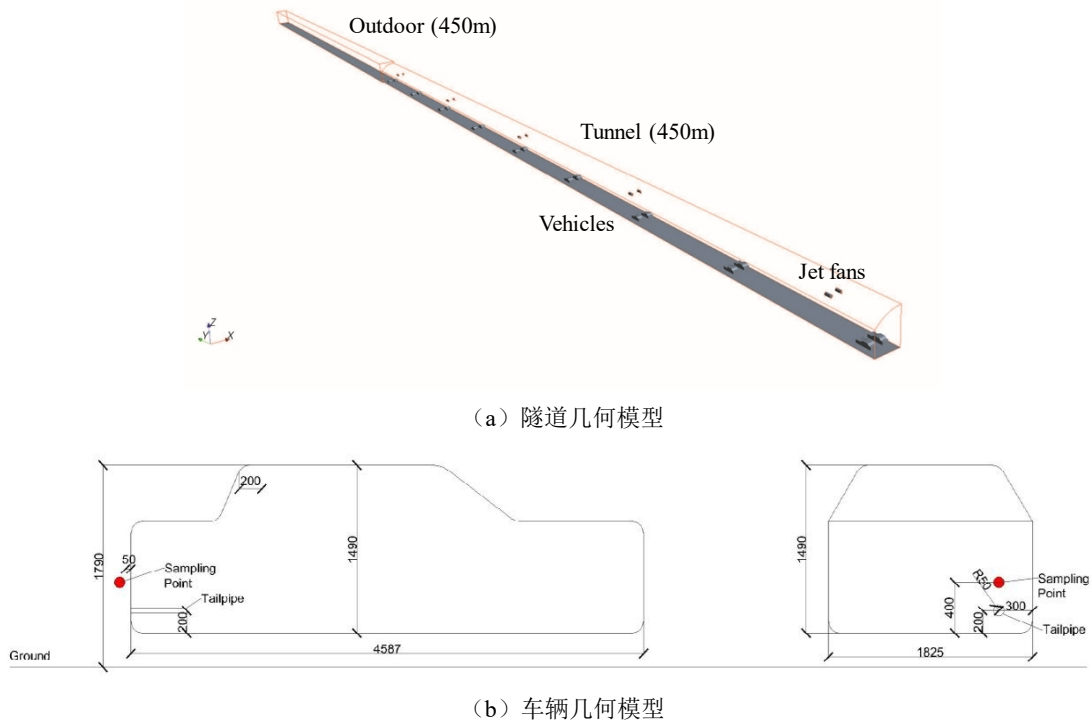 Outdoor (450m)
Tunnel (450m)
Vehicles
Jet fans
Z
Y
X
（a）隧道几何模型
200
1790
50
1490
Sampling
Point
Tailpipe
200
Ground
4587
1490
R50
Sampling
Point
400
300
200
Tailpipe
1825
（b）车辆几何模型